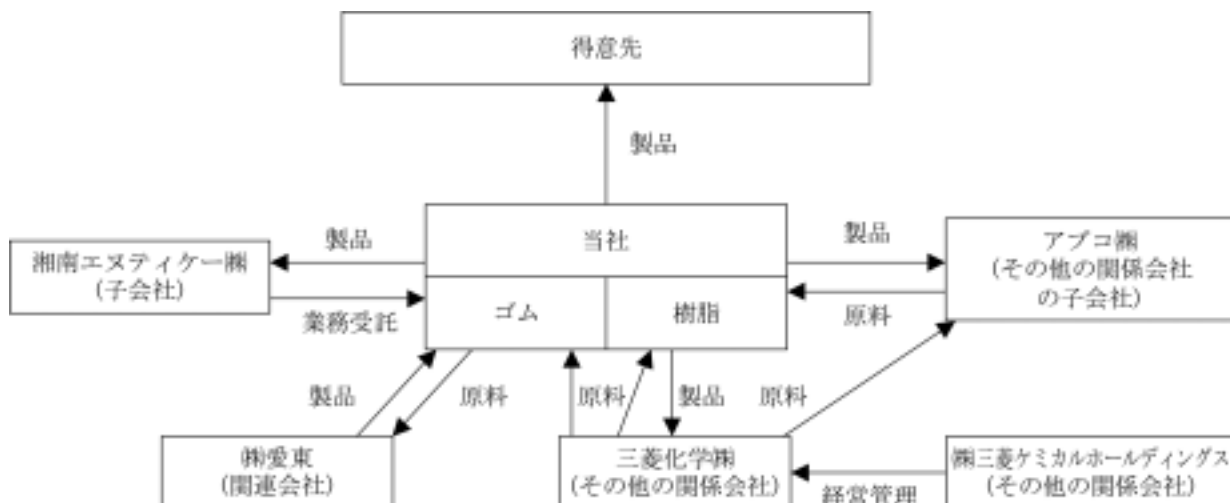 得意先
製品
当社
製品
製品
湘南エヌティケー㈱
(子会社)
アプコ㈱
(その他の関係会社
の子会社)
業務受託
ゴム
樹脂
原料
製品
原料
原料
製品
原料
㈱愛東
(関連会社)
三菱化学㈱
(その他の関係会社)
㈱三菱ケミカルホールディングス
(その他の関係会社)
経営管理